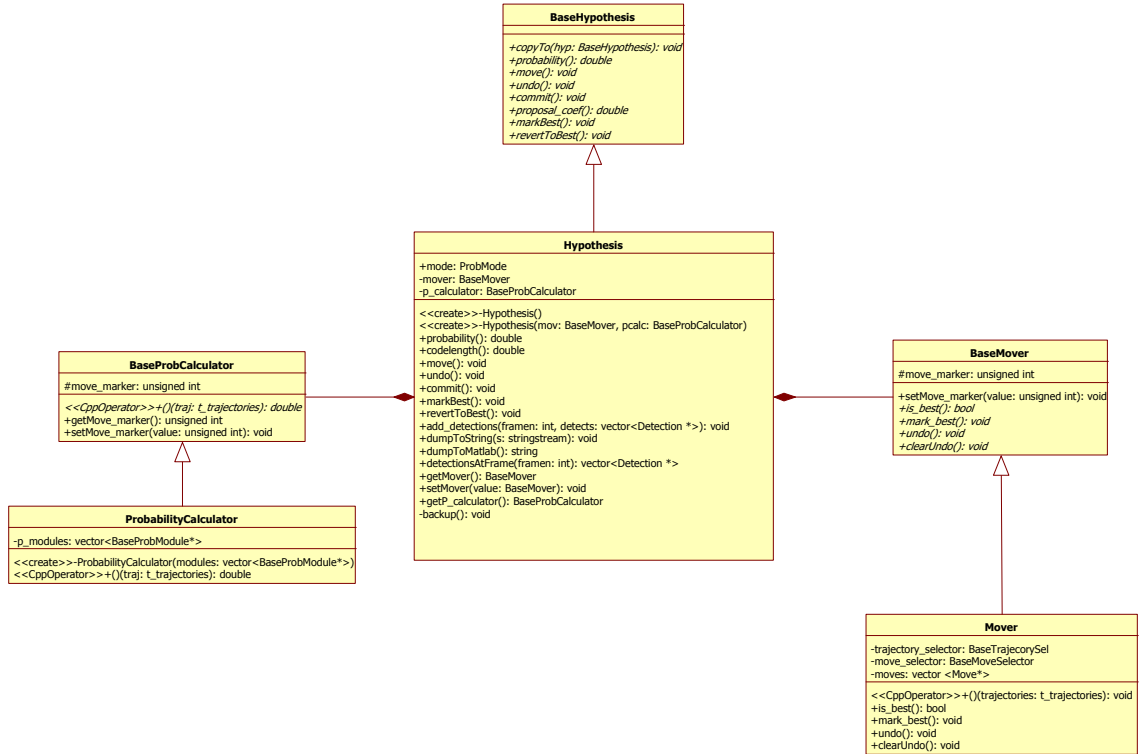 BaseHypothesis
+copyTo(hyp: BaseHypothesis): void
+probability(): double
+move(): void
+undo(): void
+commit(): void
+proposal_coef(): double
+markBest(): void
+revertToBest(): void
Hypothesis
+mode: ProbMode
-mover: BaseMover
-p_calculator: BaseProbCalculator
<<create>>-Hypothesis()
<<create>>-Hypothesis(mov: BaseMover, pcalc: BaseProbCalculator)
+probability(): double
+codelength(): double
+move(): void
+undo(): void
+commit(): void
+markBest(): void
+revertToBest(): void
+add_detections(framen: int, detects: vector<Detection *>): void
+dumpToString(s: stringstream): void
+dumpToMatlab(): string
+detectionsAtFrame(framen: int): vector<Detection *>
+getMover(): BaseMover
+setMover(value: BaseMover): void
+getP_calculator(): BaseProbCalculator
-backup(): void
BaseProbCalculator
#move_marker: unsigned int
<<CppOperator>>+()(traj: t_trajectories): double
+getMove_marker(): unsigned int
+setMove_marker(value: unsigned int): void
ProbabilityCalculator
-p_modules: vector<BaseProbModule*>
<<create>>-ProbabilityCalculator(modules: vector<BaseProbModule*>)
<<CppOperator>>+()(traj: t_trajectories): double
BaseMover
#move_marker: unsigned int
+setMove_marker(value: unsigned int): void
+is_best(): bool
+mark_best(): void
+undo(): void
+clearUndo(): void
Mover
-trajectory_selector: BaseTrajecorySel
-move_selector: BaseMoveSelector
-moves: vector <Move*>
<<CppOperator>>+()(trajectories: t_trajectories): void
+is_best(): bool
+mark_best(): void
+undo(): void
+clearUndo(): void